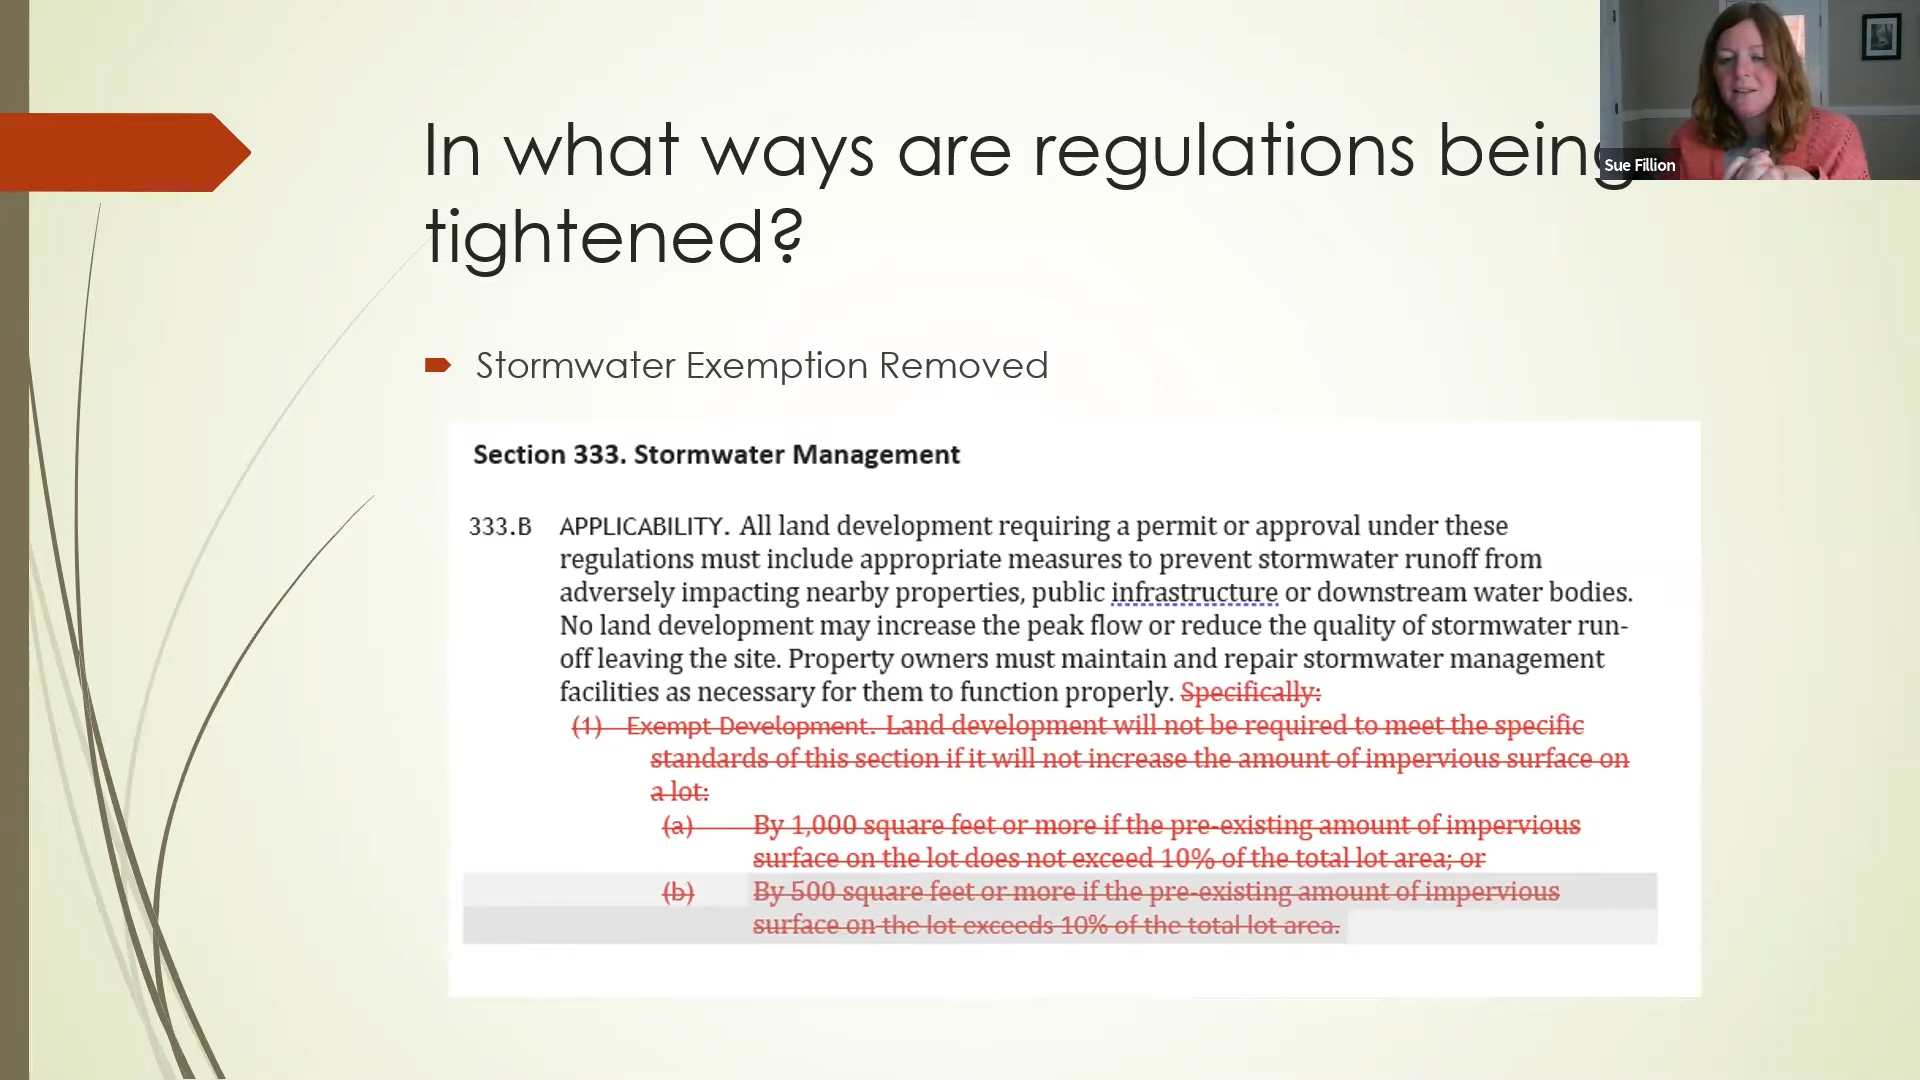 Sue Fillion
In what ways are regulations being
tightened?
Stormwater Exemption Removed
Section 333. Stormwater Management
333.B APPLICABILITY. All land development requiring a permit or approval under these
regulations must include appropriate measures to prevent stormwater runoff from
adversely impacting nearby properties, public infrastructure or downstream water bodies.
No land development may increase the peak flow or reduce the quality of stormwater run-
off leaving the site. Property owners must maintain and repair stormwater management
facilities as necessary for them to function properly. Specifically:
(1) Exempt Development. Land development will not be required to meet the specific
standards of this section if it will not increase the amount of impervious surface on
a lot:
(a) By 1,000 square feet or more if the pre-existing amount of impervious
surface on the lot does not exceed 10% of the total lot area; or
(b) By 500 square feet or more if the pre-existing amount of impervious
surface on the lot exceeds 10% of the total lot area.